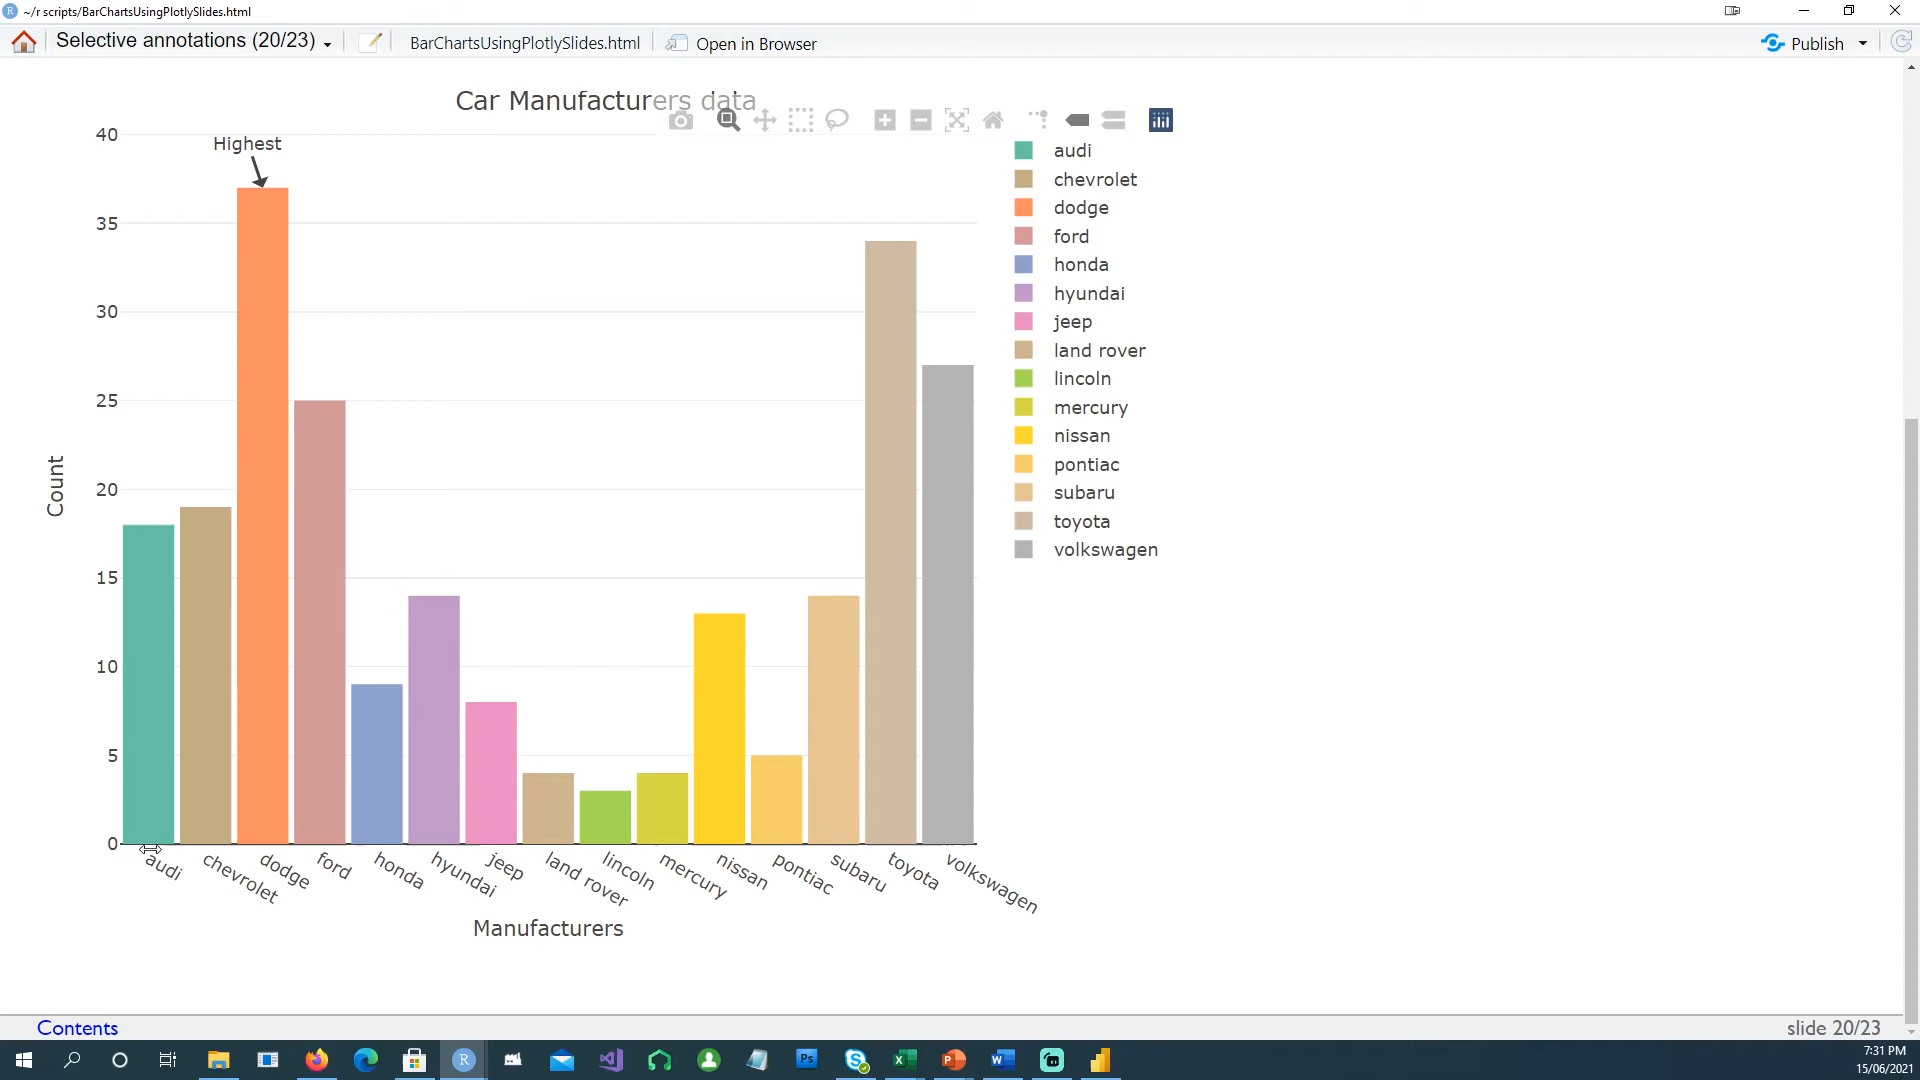 ~/r scripts/BarChartsUsingPlotlySlides.html
Selective annotations (20/23)
BarChartsUsingPlotlySlides.html
Open in Browser
Publish
Car Manufacturers data
Highest
40
35
30
25
20
15
10
5
0
Count
audi
chevrolet
dodge
ford
honda
hyundai
jeep
land rover
lincoln
mercury
nissan
pontiac
subaru
toyota
volkswagen
Manufacturers
audi
chevrolet
dodge
ford
honda
hyundai
jeep
land rover
lincoln
mercury
nissan
pontiac
subaru
toyota
volkswagen
Contents
slide 20/23
7:31 PM
15/06/2021